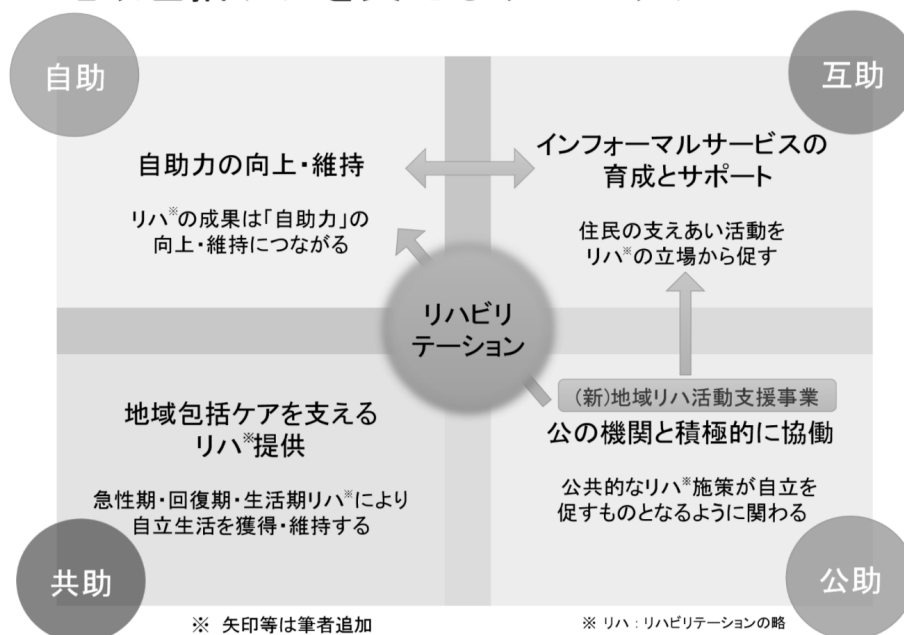 自助
互助
自助力の向上・維持
リハ※の成果は「自助力」の
向上・維持につながる
インフォーマルサービスの
育成とサポート
住民の支えあい活動を
リハ※の立場から促す
リハビリ
テーション
地域包括ケアを支える
リハ※提供
急性期・回復期・生活期リハ※により
自立生活を獲得・維持する
(新)地域リハ活動支援事業
公の機関と積極的に協働
公共的なリハ※施策が自立を
促すものとなるように関わる
共助
公助
※ 矢印等は筆者追加
※ リハ：リハビリテーションの略